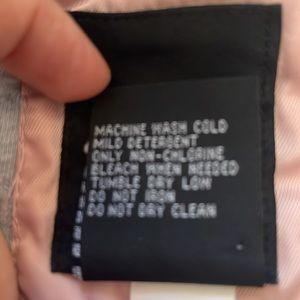 MACHINE WASH COLD
MILD DETERGENT
ONLY NON-CHLORINE
BLEACH WHEN NEEDED
TUMBLE DRY LOW
DO NOT IRON
DO NOT DRY CLEAN